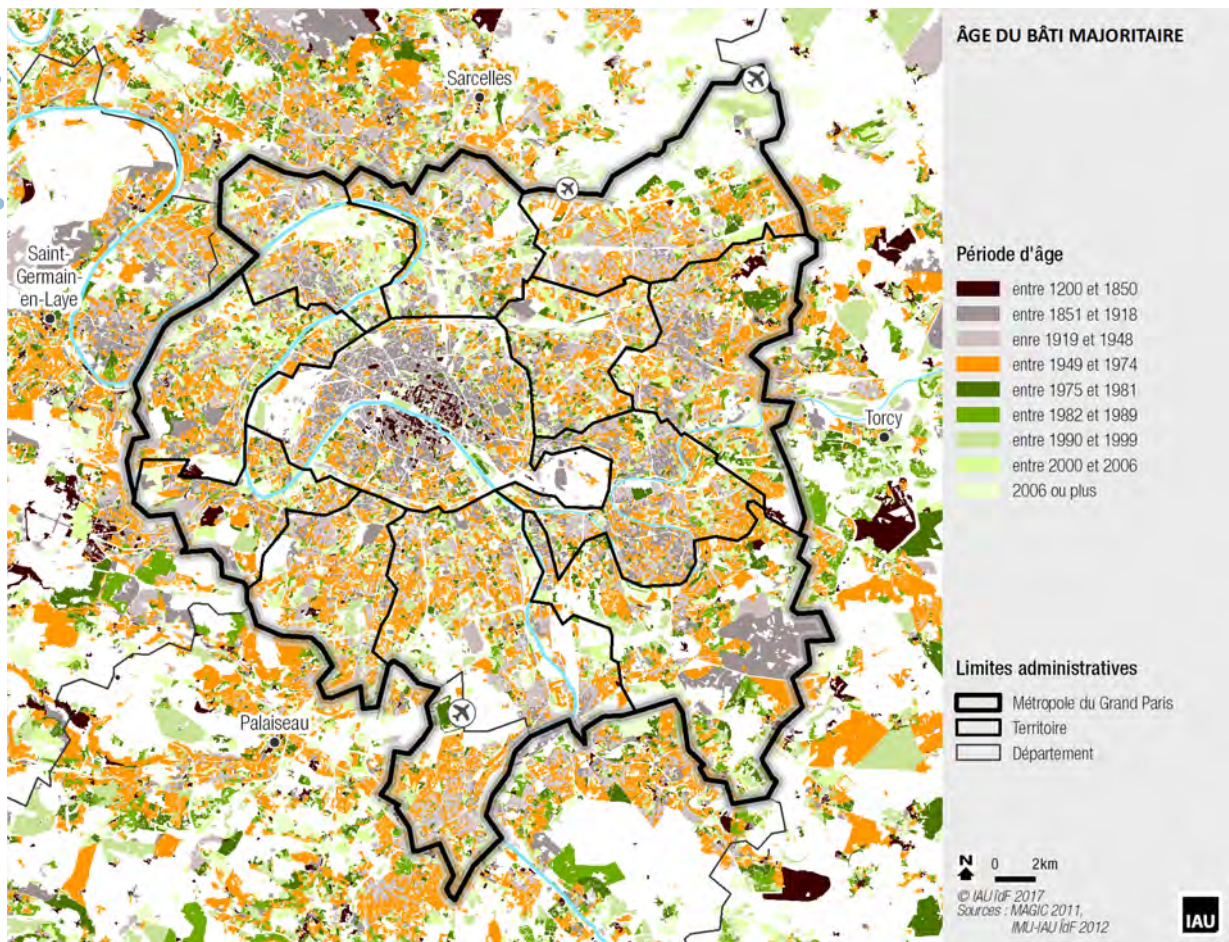 ÂGE DU BÂTI MAJORITAIRE
Sarcelles
Saint-
Germain-
en-Laye
Torcy
Palaiseau
Période d'âge
entre 1200 et 1850
entre 1851 et 1918
enre 1919 et 1948
entre 1949 et 1974
entre 1975 et 1981
entre 1982 et 1989
entre 1990 et 1999
entre 2000 et 2006
2006 ou plus
Limites administratives
Métropole du Grand Paris
Territoire
Département
N 0 2km
© IAU îdF 2017
Sources : MAGIC 2011,
IMU-IAU îdF 2012
IAU